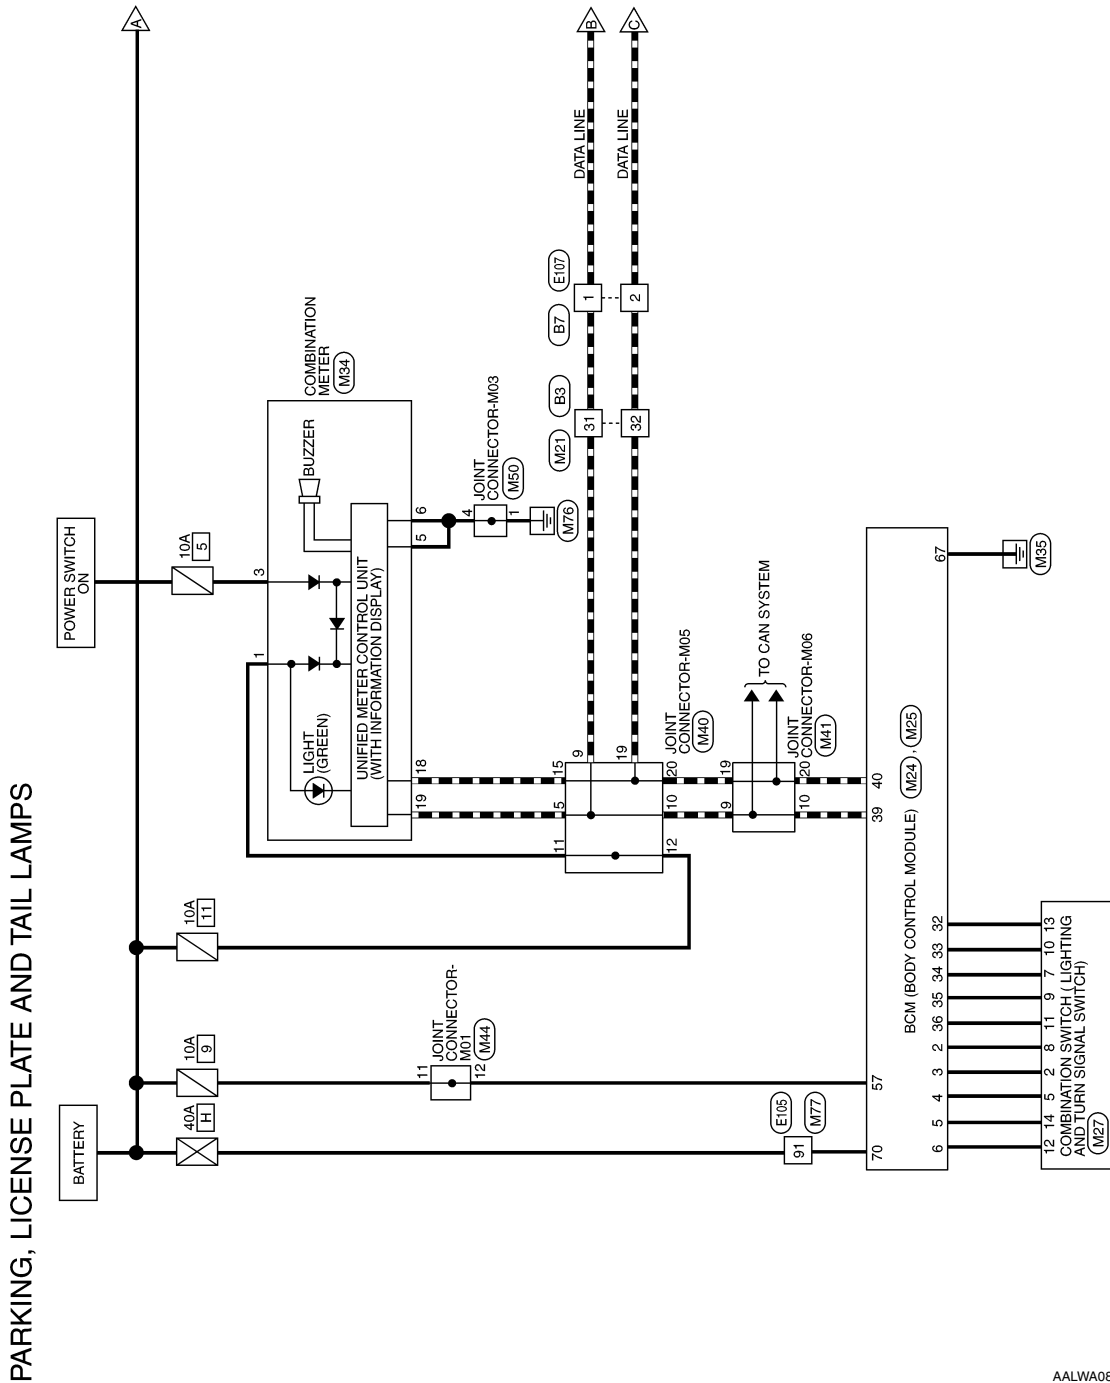 PARKING, LICENSE PLATE AND TAIL LAMPS
BATTERY
POWER SWITCH
ON
A
40A
H
10A
9
10A
11
10A
5
1
3
COMBINATION
METER
M34
BUZZER
LIGHT
(GREEN)
UNIFIED METER CONTROL UNIT
(WITH INFORMATION DISPLAY)
19
18
5
6
JOINT
CONNECTOR-M03
M50
4
1
M76
JOINT
CONNECTOR-
M01
M44
11
12
11
5
15
9
19
12
10
20
JOINT
CONNECTOR-M05
M40
M21
B3
31
32
B7
E107
1
2
DATA LINE
DATA LINE
B
C
9
19
10
20
JOINT
CONNECTOR-M06
M41
TO CAN SYSTEM
E105
M77
91
70
57
39
40
67
BCM (BODY CONTROL MODULE)
M24 , M25
M35
6
5
4
3
2
36
35
34
33
32
12
14
5
2
8
11
9
7
10
13
COMBINATION SWITCH ( LIGHTING
AND TURN SIGNAL SWITCH)
M27
AALWA08